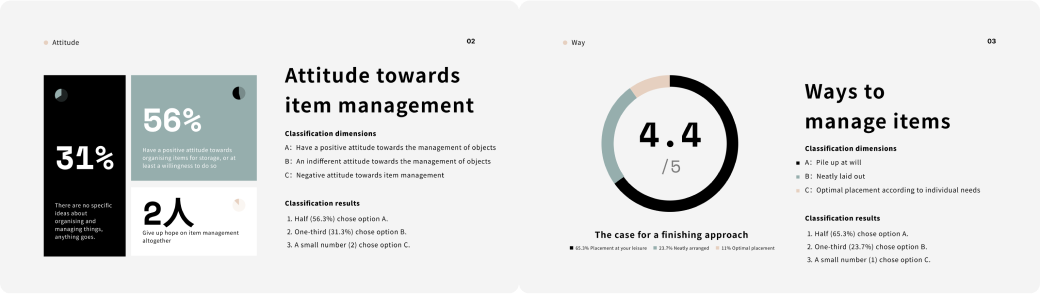 Attitude
02
Attitude towards
item management
31%
There are no specific
ideas about
organising and
managing things,
anything goes.
56%
Have a positive attitude towards
organising items for storage, or at
least a willingness to do so
2人
Give up hope on item management
altogether
Classification dimensions
A: Have a positive attitude towards the management of objects
B: An indifferent attitude towards the management of objects
C: Negative attitude towards item management
Classification results
1. Half (56.3%) chose option A.
2. One-third (31.3%) chose option B.
3. A small number (2) chose option C.
Way
03
4.4
/5
The case for a finishing approach
65.3% Placement at your leisure 23.7% Neatly arranged 11% Optimal placement
Ways to
manage items
Classification dimensions
A: Pile up at will
B: Neatly laid out
C: Optimal placement according to individual needs
Classification results
1. Half (65.3%) chose option A.
2. One-third (23.7%) chose option B.
3. A small number (1) chose option C.